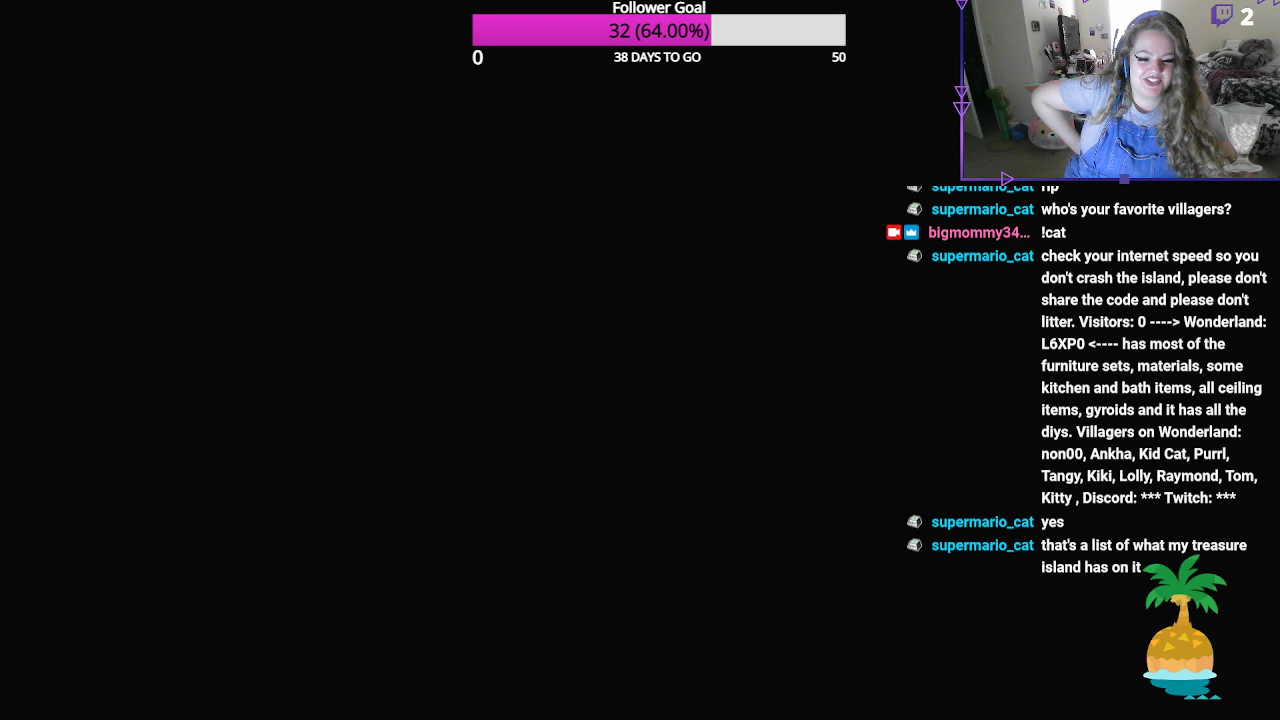 Follower Goal
32 (64.00%)
0
38 DAYS TO GO
50
2
supermario_cat rip
supermario_cat who's your favorite villagers?
bigmommy34... !cat
supermario_cat check your internet speed so you
don't crash the island, please don't
share the code and please don't
litter. Visitors: 0 ----> Wonderland:
L6XP0 <---- has most of the
furniture sets, materials, some
kitchen and bath items, all ceiling
items, gyroids and it has all the
diys. Villagers on Wonderland:
non00, Ankha, Kid Cat, Purrl,
Tangy, Kiki, Lolly, Raymond, Tom,
Kitty , Discord: *** Twitch: ***
supermario_cat yes
supermario_cat that's a list of what my treasure
island has on it